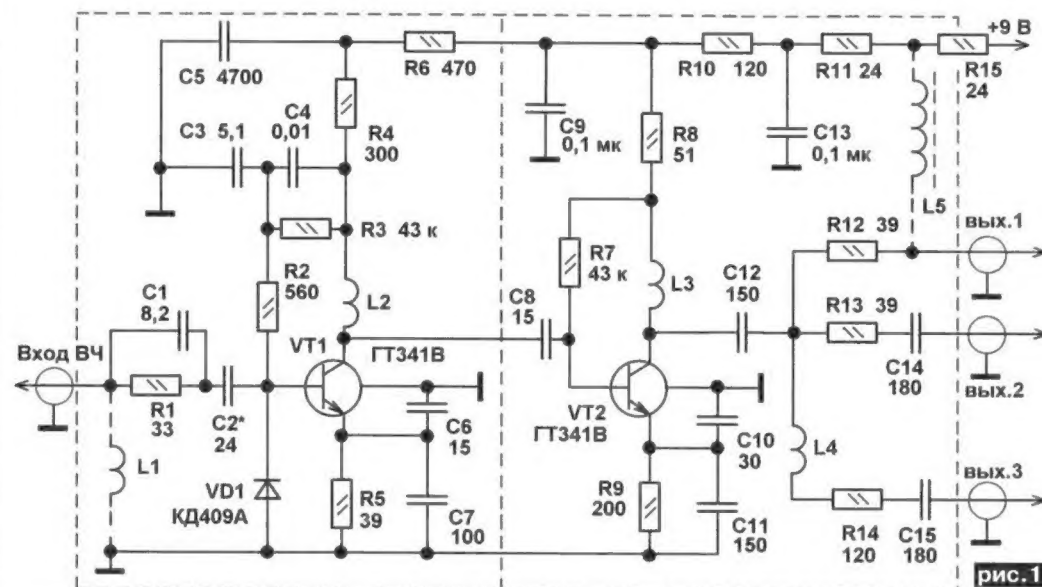 +9 В
C5 4700
R6 470
R10 120
R11 24
R15
24
C3 5,1
C4
0,01
R4
300
C9
0,1 мк
R8
51
C13
0,1 мк
L5
R3 43 к
R2
560
L2
R7
43 к
L3
R12 39
вых.1
C1
8,2
C8
15
C12
150
R13 39
Вход ВЧ
VT1
ГТ341В
C14
180
вых.2
R1
33
C2*
24
L1
C6
15
VT2
ГТ341В
C10
30
L4
VD1
КД409А
R5
39
C7
100
R9
200
C11
150
R14
120
C15
180
вых.3
рис.1